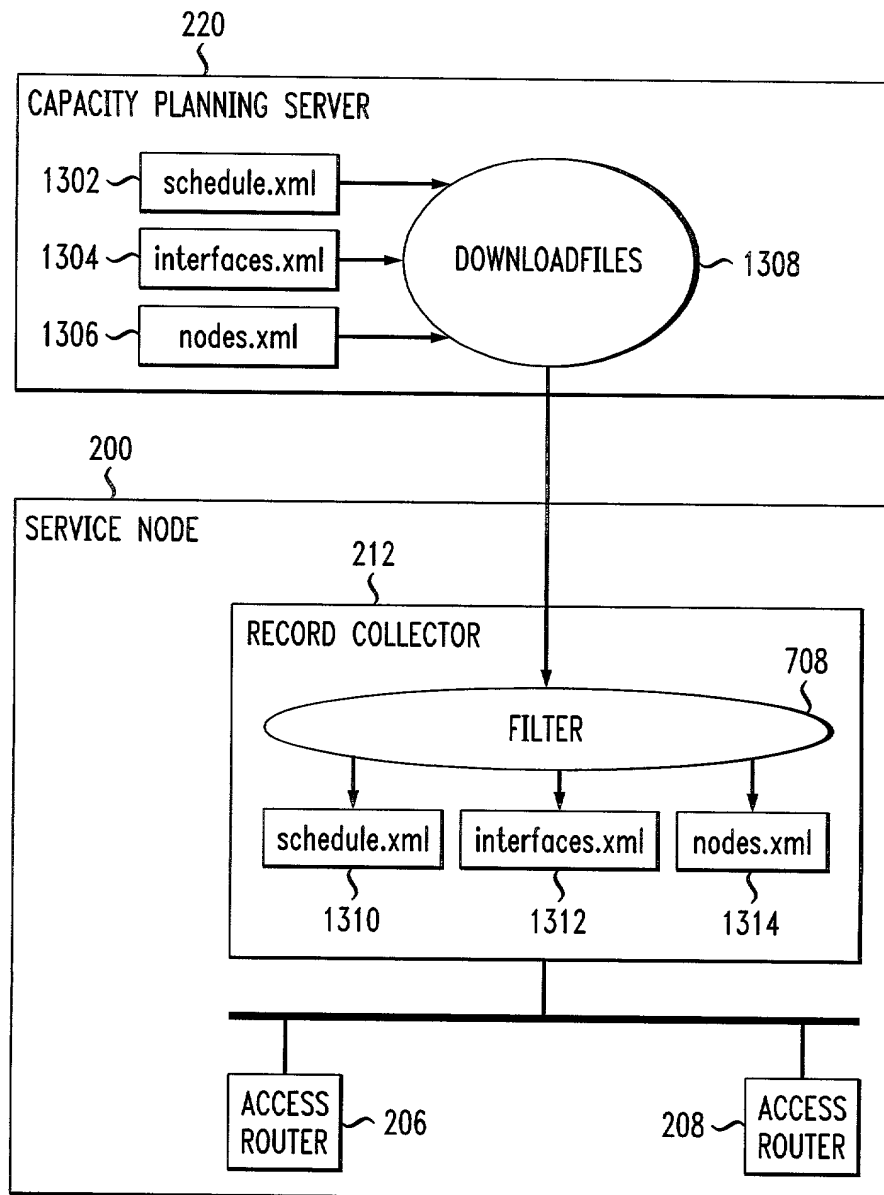 220
CAPACITY PLANNING SERVER
1302
schedule.xml
1304
interfaces.xml
DOWNLOADFILES
1308
1306
nodes.xml
200
SERVICE NODE
212
RECORD COLLECTOR
708
FILTER
schedule.xml
interfaces.xml
nodes.xml
1310
1312
1314
ACCESS
ROUTER
206
208
ACCESS
ROUTER